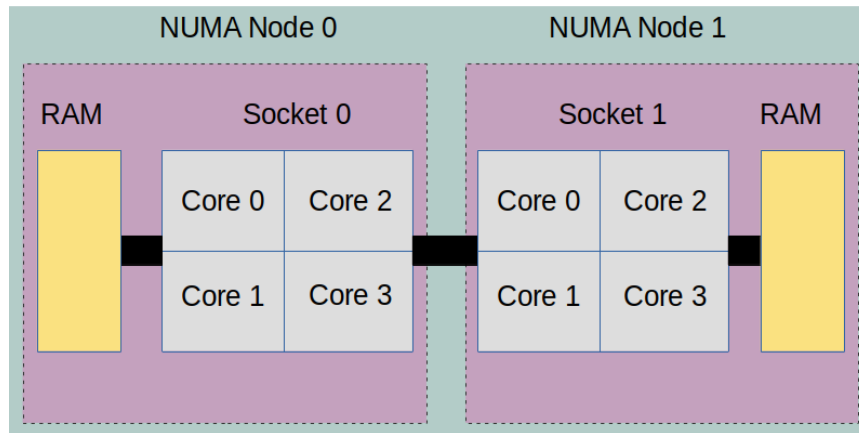 NUMA Node 0
NUMA Node 1
RAM
Socket 0
Socket 1
RAM
Core 0
Core 2
Core 0
Core 2
Core 1
Core 3
Core 1
Core 3